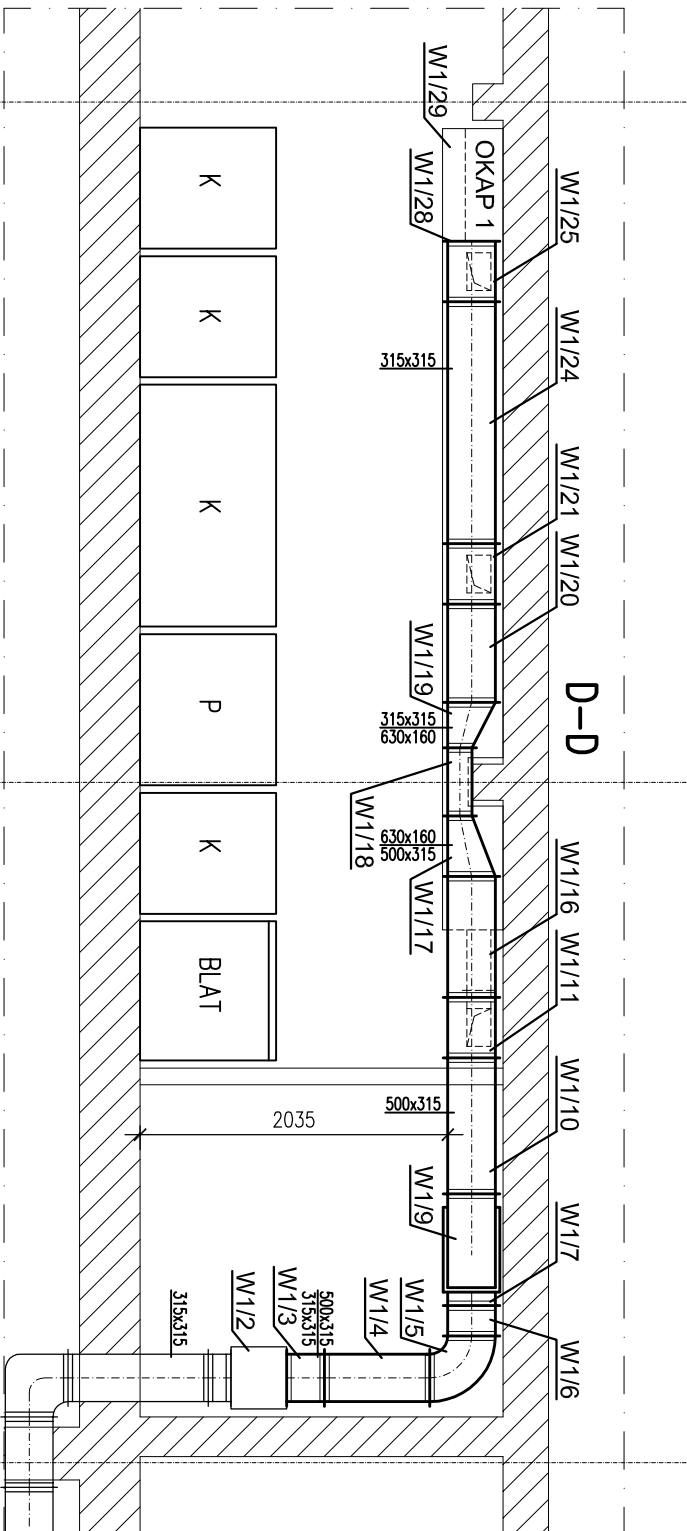 D-D
W1/29
OKAP 1
W1/28
W1/25
315x315
W1/24
W1/21
W1/20
W1/19
315x315
630x160
W1/18
630x160
500x315
W1/17
W1/16
W1/11
500x315
W1/10
W1/9
W1/7
W1/6
W1/5
W1/4
500x315
315x315
W1/3
W1/2
315x315
2035
K
K
K
P
K
BLAT